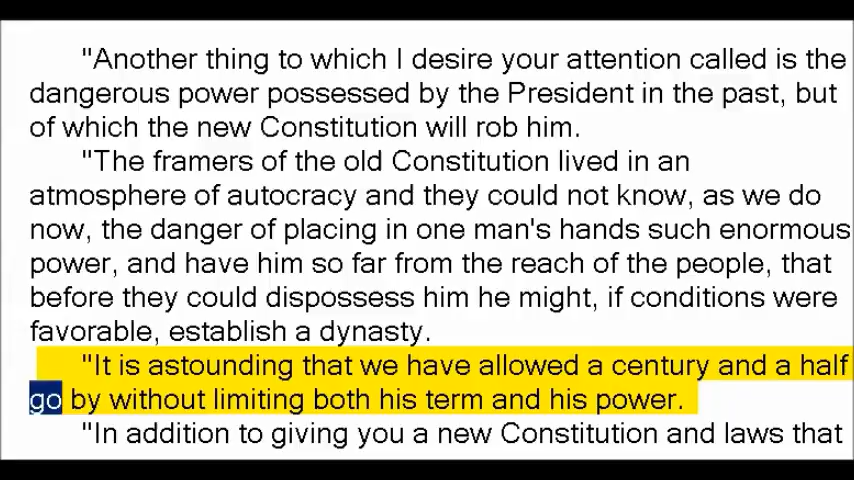 "Another thing to which I desire your attention called is the
dangerous power possessed by the President in the past, but
of which the new Constitution will rob him.
"The framers of the old Constitution lived in an
atmosphere of autocracy and they could not know, as we do
now, the danger of placing in one man's hands such enormous
power, and have him so far from the reach of the people, that
before they could dispossess him he might, if conditions were
favorable, establish a dynasty.
"It is astounding that we have allowed a century and a half
go by without limiting both his term and his power.
"In addition to giving you a new Constitution and laws that